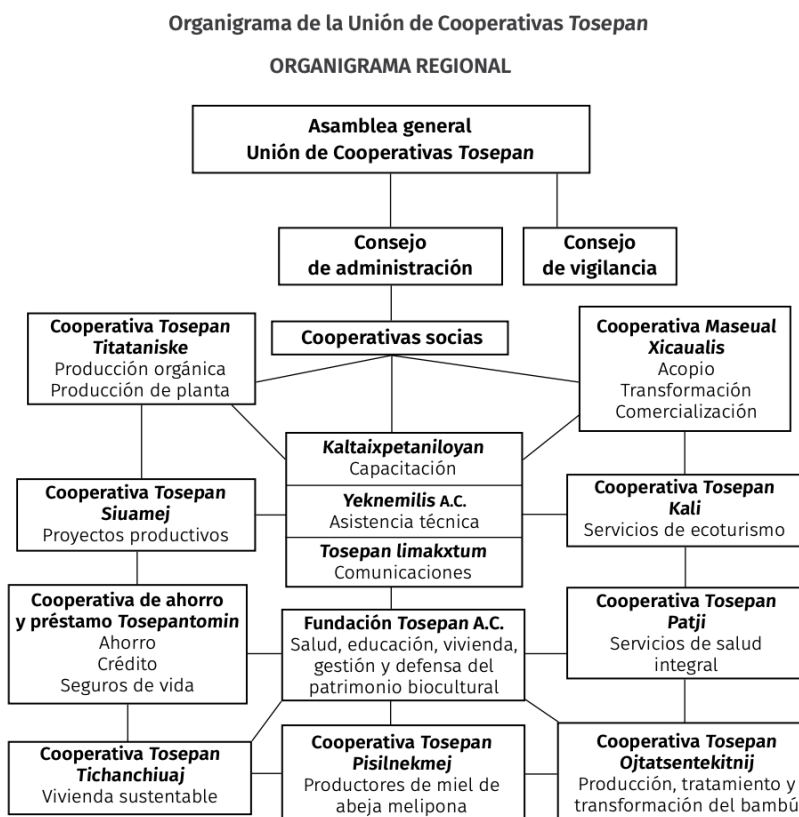 Organigrama de la Unión de Cooperativas Tosepan
ORGANIGRAMA REGIONAL
Asamblea general
Unión de Cooperativas Tosepan
Consejo
de administración
Consejo
de vigilancia
Cooperativa Tosepan
Titataniske
Producción orgánica
Producción de planta
Cooperativas socias
Cooperativa Maseual
Xicaualis
Acopio
Transformación
Comercialización
Kaltaixpetaniloyan
Capacitación
Yeknemilis A.C.
Asistencia técnica
Tosepan limakxtum
Comunicaciones
Cooperativa Tosepan
Siuamej
Proyectos productivos
Cooperativa Tosepan
Kali
Servicios de ecoturismo
Cooperativa de ahorro
y préstamo Tosepantomin
Ahorro
Crédito
Seguros de vida
Fundación Tosepan A.C.
Salud, educación, vivienda,
gestión y defensa del
patrimonio biocultural
Cooperativa Tosepan
Patji
Servicios de salud
integral
Cooperativa Tosepan
Tichanchiuaj
Vivienda sustentable
Cooperativa Tosepan
Pisilnekmej
Productores de miel de
abeja melipona
Cooperativa Tosepan
Ojtatsentekitnij
Producción, tratamiento y
transformación del bambú